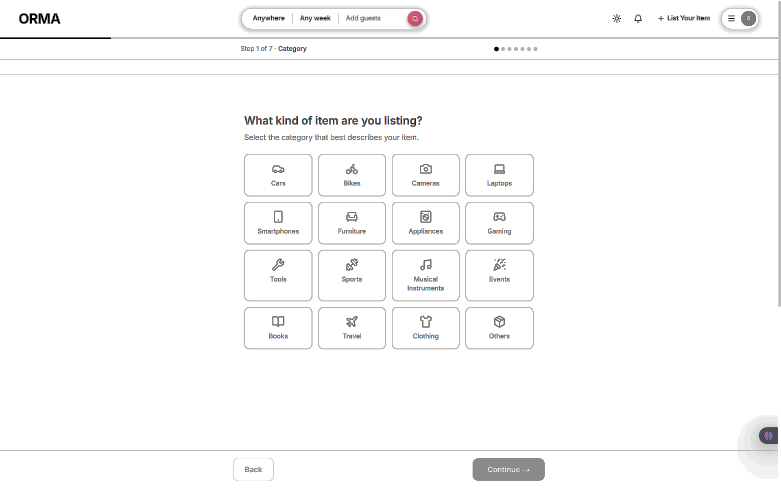 ORMA
Anywhere
Any week
Add guests
+ List Your Item
S
Step 1 of 7 · Category
What kind of item are you listing?
Select the category that best describes your item.
Cars
Bikes
Cameras
Laptops
Smartphones
Furniture
Appliances
Gaming
Tools
Sports
Musical
Instruments
Events
Books
Travel
Clothing
Others
Back
Continue →